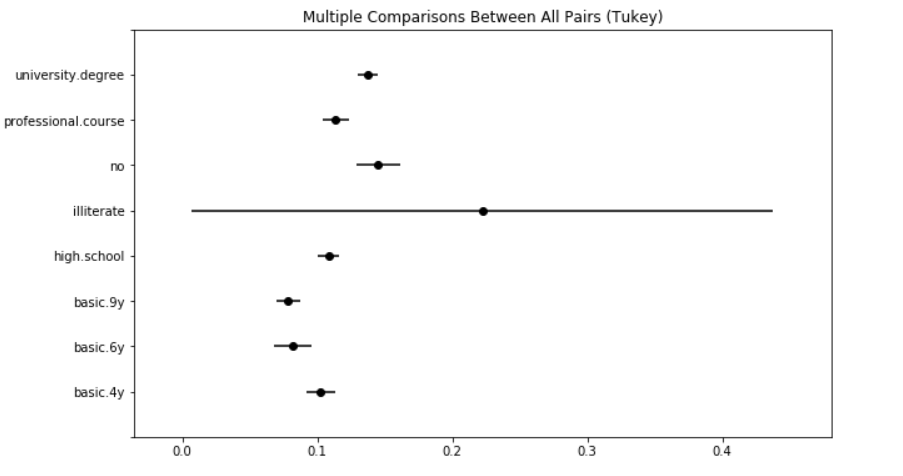 Multiple Comparisons Between All Pairs (Tukey)
university.degree
professional.course
no
illiterate
high.school
basic.9y
basic.6y
basic.4y
0.0 0.1 0.2 0.3 0.4